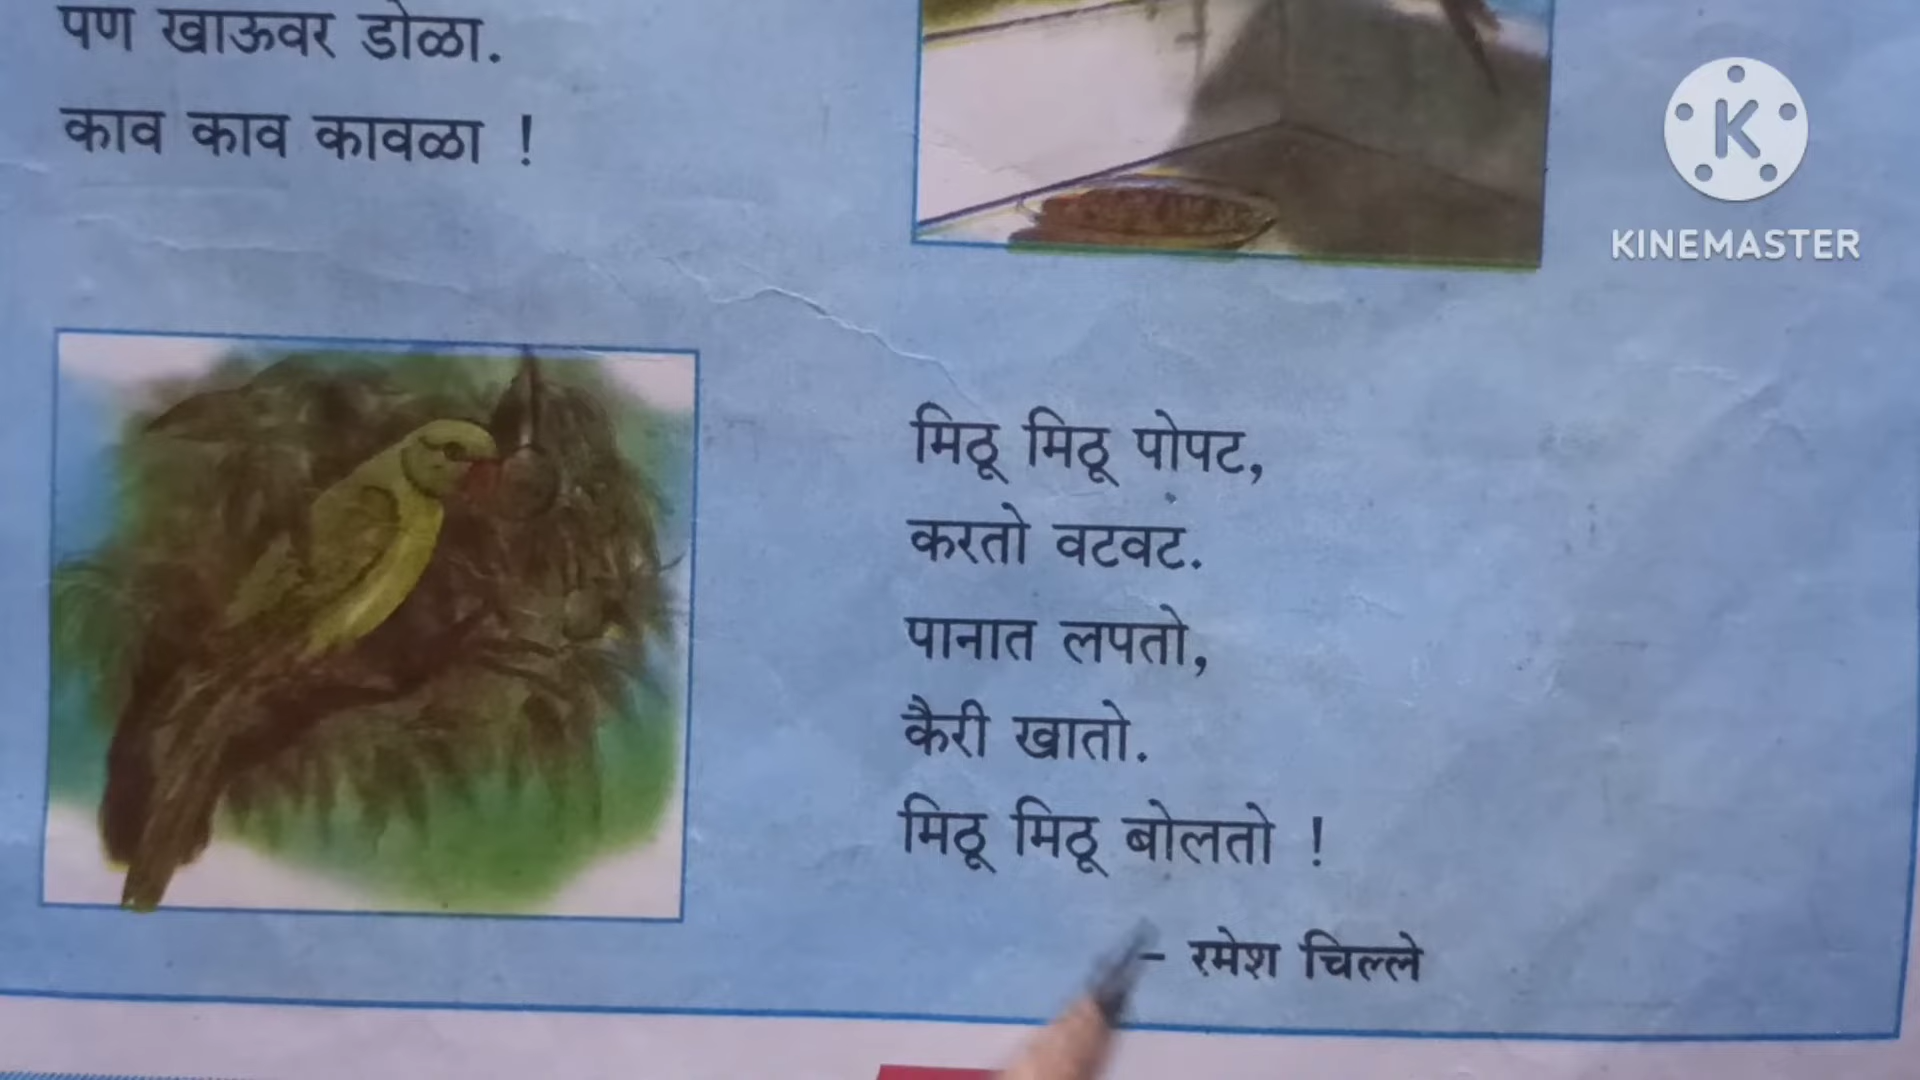 पण खाऊवर डोळा.
काव काव कावळा !
K
KINEMASTER
मिठू मिठू पोपट,
करतो वटवट.
पानात लपतो,
कैरी खातो.
मिठू मिठू बोलतो !
– रमेश चिल्ले